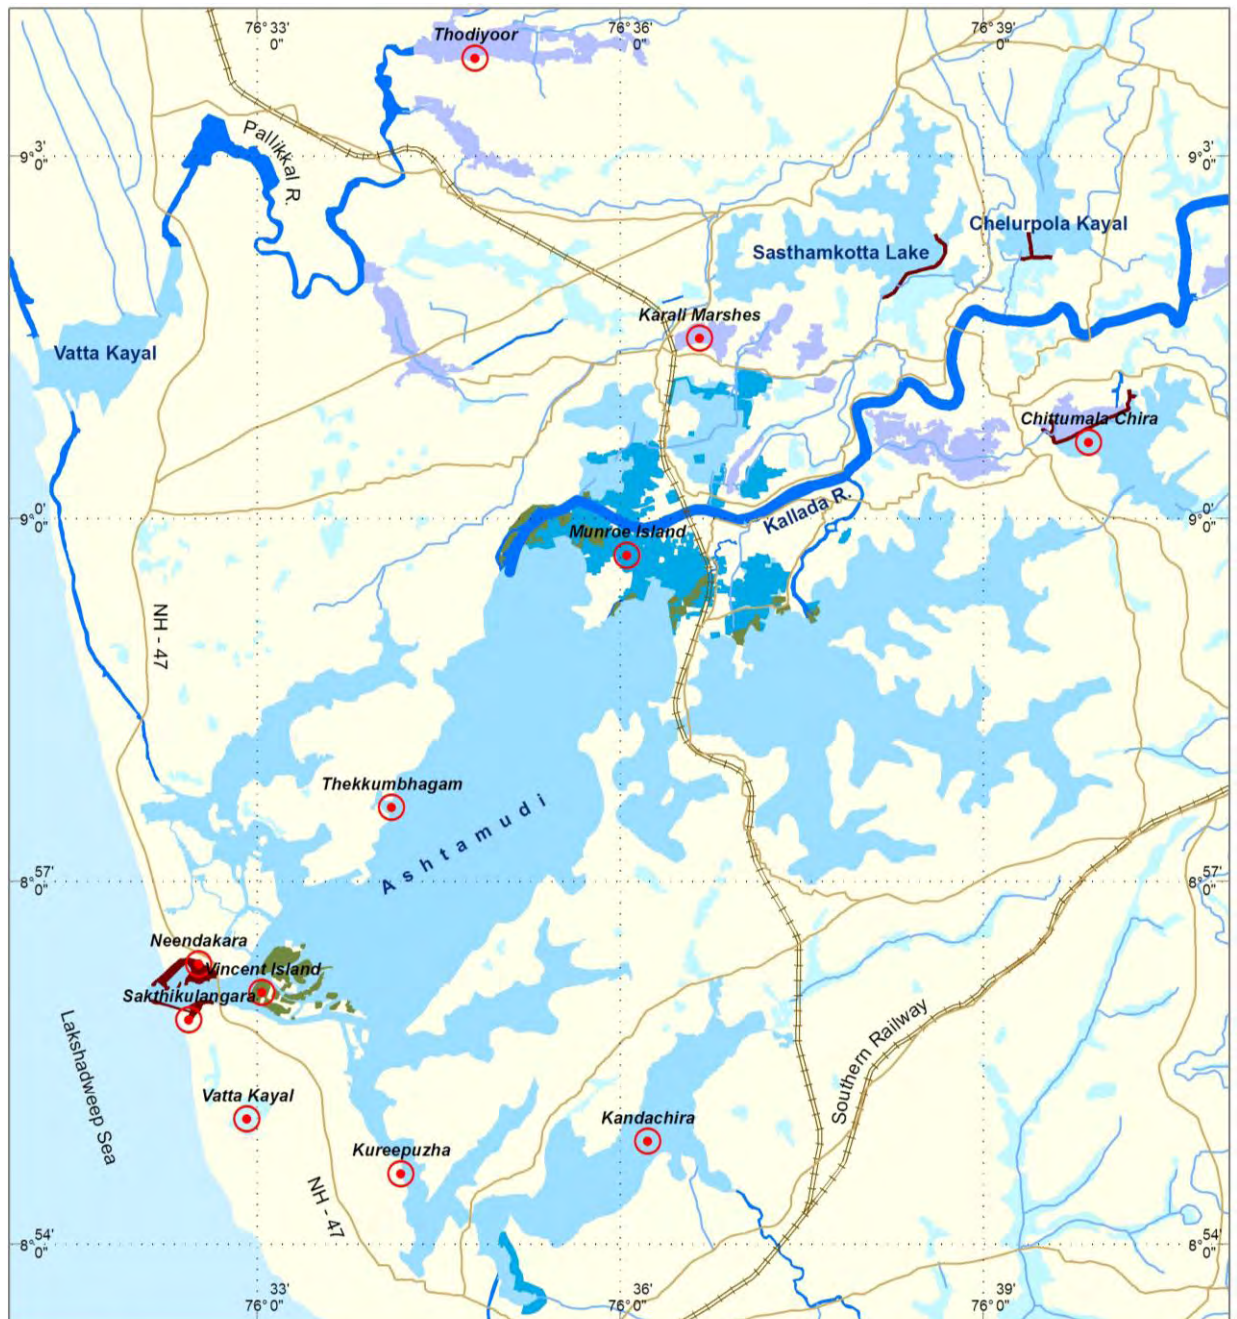 76° 33' 0"
76° 36' 0"
76° 39' 0"
Thodiyoor
9° 3' 0"
Pallikkal R.
9° 3' 0"
Chelurpola Kayal
Sasthamkotta Lake
Karali Marshes
Vatta Kayal
Chittumala Chira
9° 0' 0"
Kallada R.
9° 0' 0"
Munroe Island
NH - 47
Thekkumbhagam
Ashtamudi
8° 57' 0"
8° 57' 0"
Neendakara
Vincent Island
Sakthikulangara
Lakshadweep Sea
Southern Railway
Vatta Kayal
Kandachira
Kureepuzha
NH - 47
8° 54' 0"
8° 54' 0"
76° 33' 0"
76° 36' 0"
76° 39' 0"